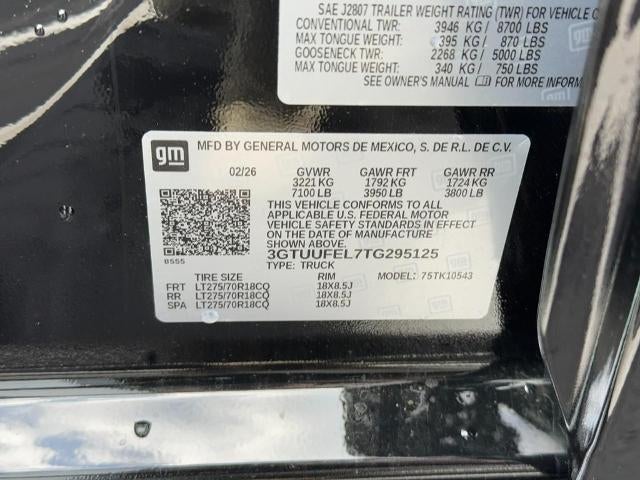 SAE J2807 TRAILER WEIGHT RATING (TWR) FOR VEHICLE
CONVENTIONAL TWR: 3946 KG / 8700 LBS
MAX TONGUE WEIGHT: 395 KG / 870 LBS
GOOSENECK TWR: 2268 KG / 5000 LBS
MAX TONGUE WEIGHT: 340 KG / 750 LBS
SEE OWNER'S MANUAL FOR MORE INFORM
gm MFD BY GENERAL MOTORS DE MEXICO, S. DE R.L. DE C.V.
02/26 GVWR GAWR FRT GAWR RR
3221 KG 1792 KG 1724 KG
7100 LB 3950 LB 3800 LB
THIS VEHICLE CONFORMS TO ALL
APPLICABLE U.S. FEDERAL MOTOR
VEHICLE SAFETY STANDARDS IN EFFECT
ON THE DATE OF MANUFACTURE
SHOWN ABOVE.
3GTUUFEL7TG295125
8555 TYPE: TRUCK MODEL: 75TK10543
TIRE SIZE RIM
FRT LT275/70R18CQ 18X8.5J
RR LT275/70R18CQ 18X8.5J
SPA LT275/70R18CQ 18X8.5J